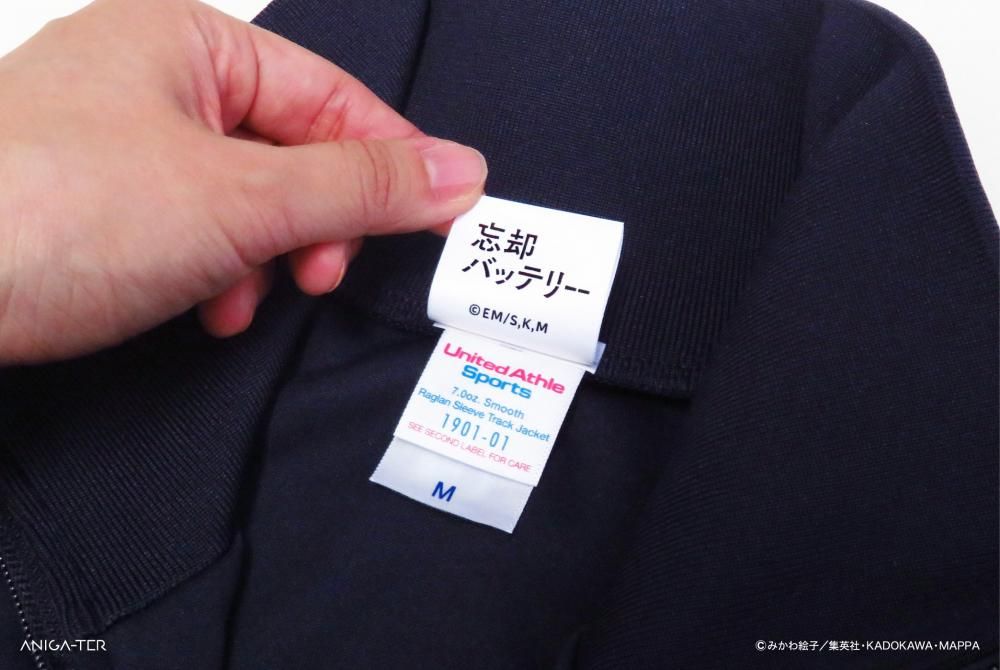 忘却
バッテリー
©EM/S,K,M
United Athle
Sports
7.0oz. Smooth
Raglan Sleeve Track Jacket
1901-01
SEE SECOND LABEL FOR CARE
M
ANIGA-TER
©みかわ絵子／集英社・KADOKAWA・MAPPA